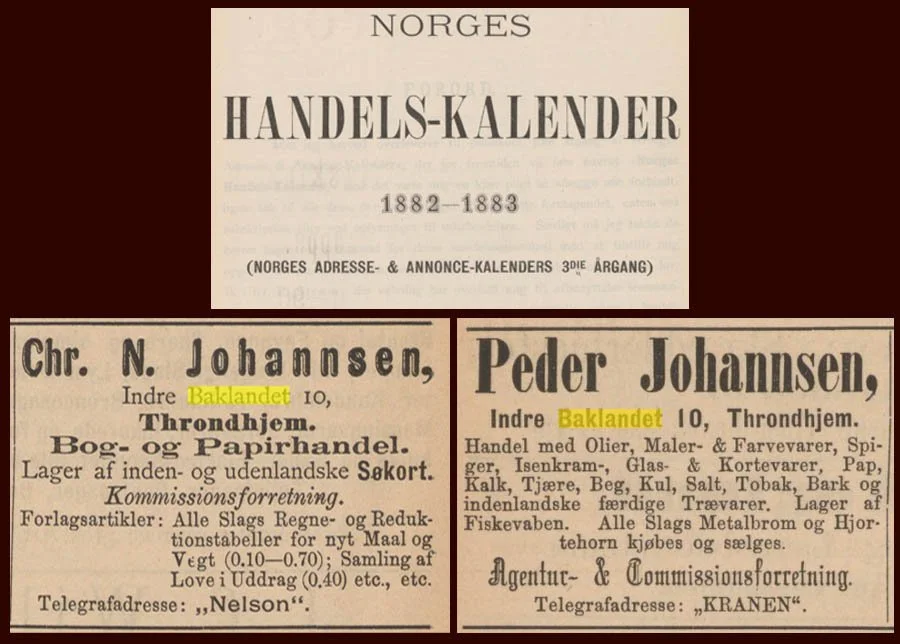 NORGES
HANDELS-KALENDER
1882—1883
(NORGES ADRESSE- & ANNONCE-KALENDERS 3DIE ÅRGANG)
Chr. N. Johannsen,
Indre Baklandet 10,
Throndhjem.
Bog- og Papirhandel.
Lager af inden- og udenlandske Søkort.
Kommissionsforretning.
Forlagsartikler: Alle Slags Regne- og Reduk-
tionstabeller for nyt Maal og
Vegt (0.10—0.70); Samling af
Love i Uddrag (0.40) etc., etc.
Telegrafadresse: „Nelson“.
Peder Johannsen,
Indre Baklandet 10, Throndhjem.
Handel med Olier, Maler- & Farvevarer, Spi-
ger, Isenkram-, Glas- & Kortevarer, Pap,
Kalk, Tjære, Beg, Kul, Salt, Tobak, Bark og
indenlandske færdige Trævarer. Lager af
Fiskevaben. Alle Slags Metalbrom og Hjor-
tehorn kjøbes og sælges.
Agentur- & Commissionsforretning.
Telegrafadresse: „KRANEN“.